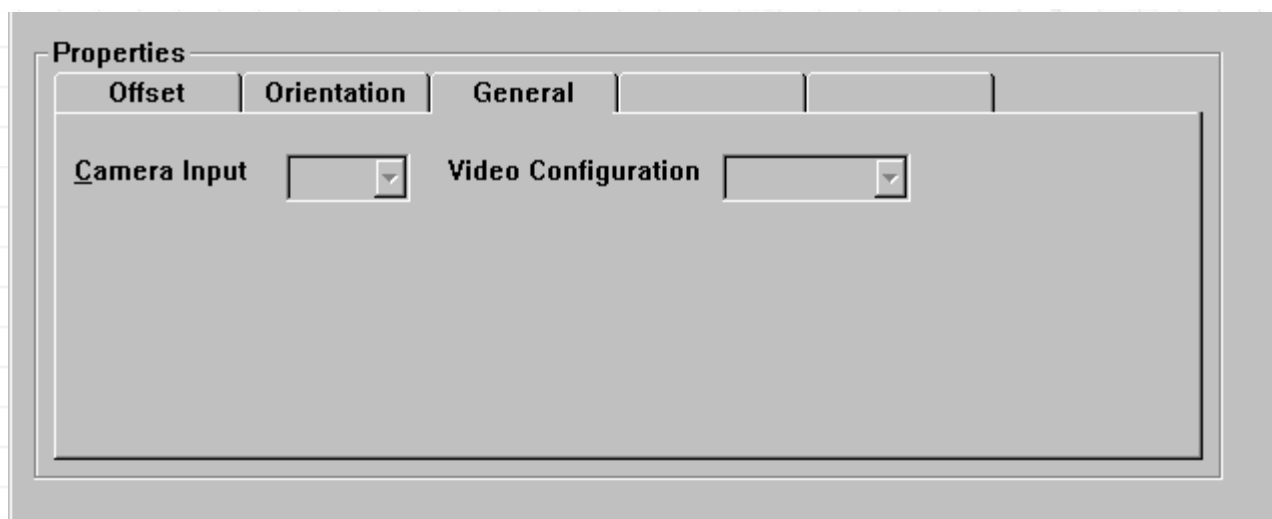 Properties
Offset Orientation General
Camera Input Video Configuration